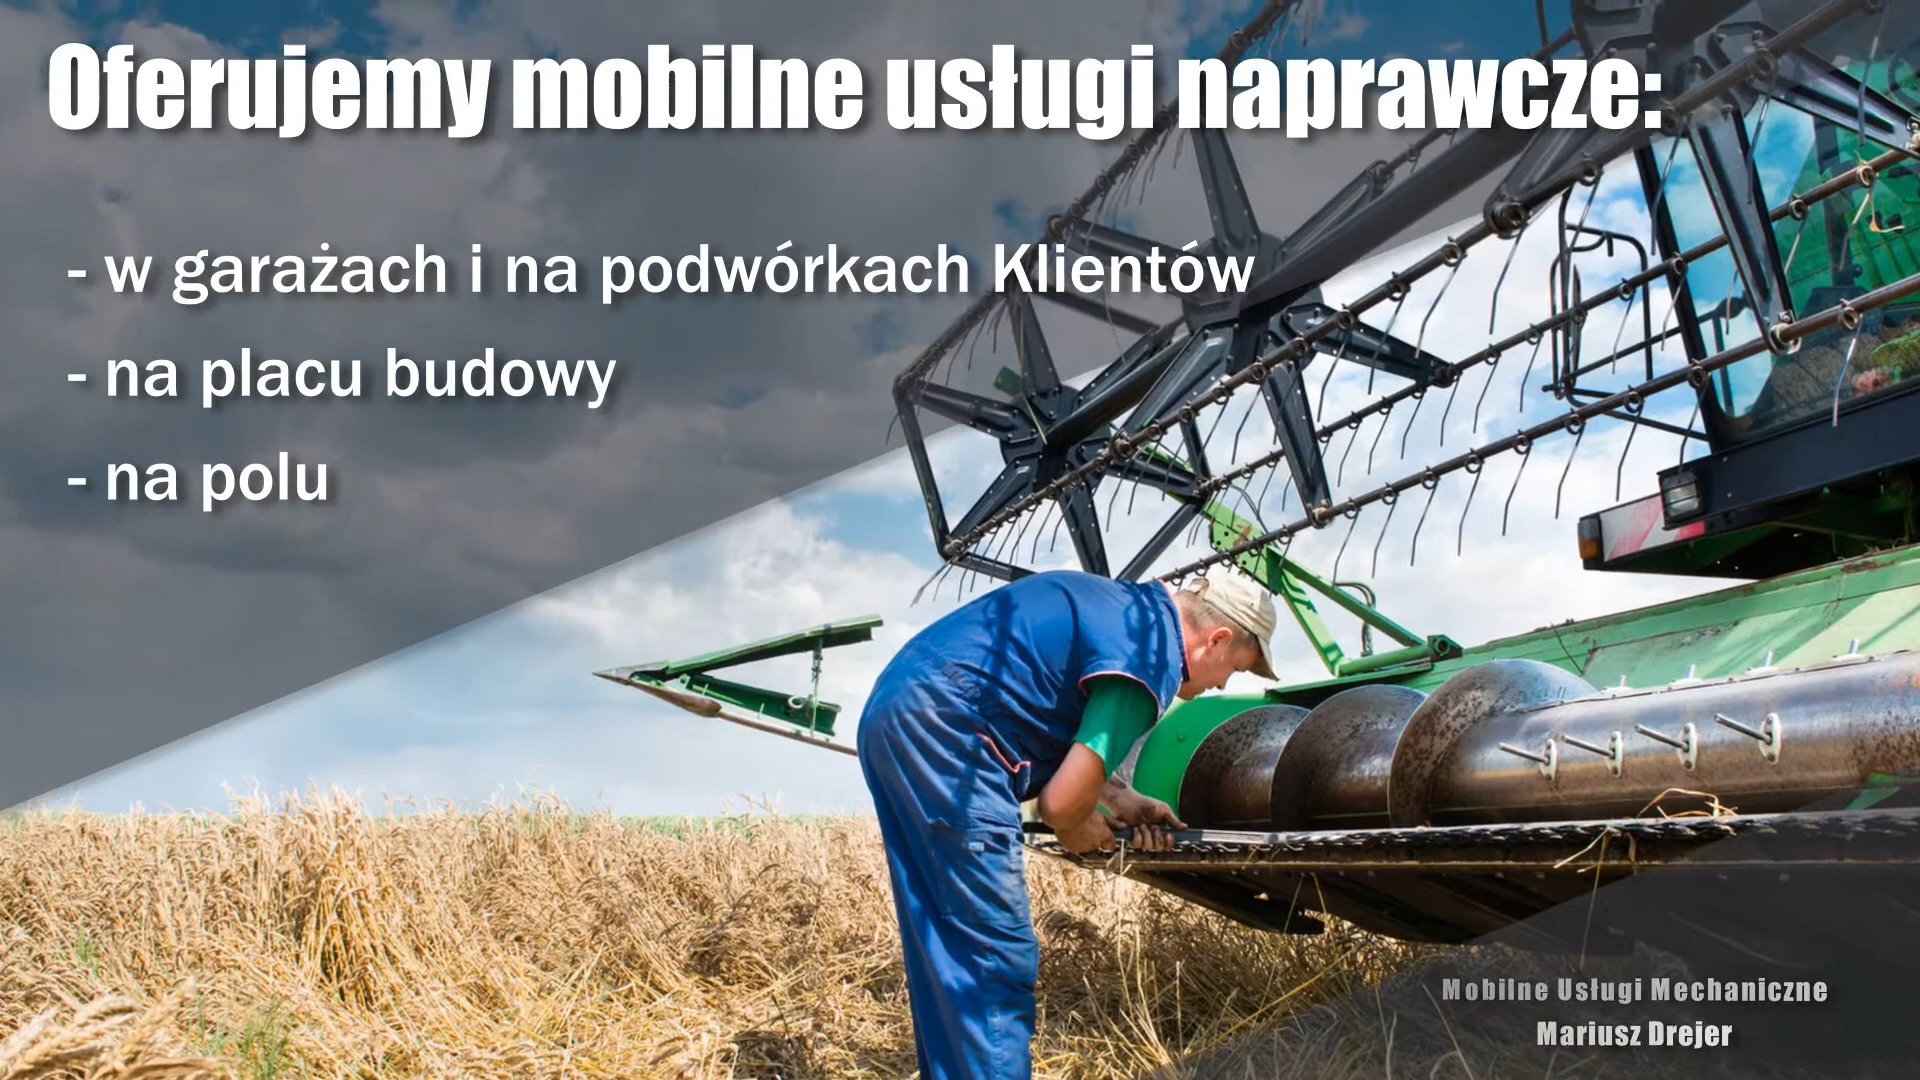 Oferujemy mobilne usługi naprawcze:
- w garażach i na podwórkach Klientów
- na placu budowy
- na polu
Mobilne Usługi Mechaniczne
Mariusz Drejer